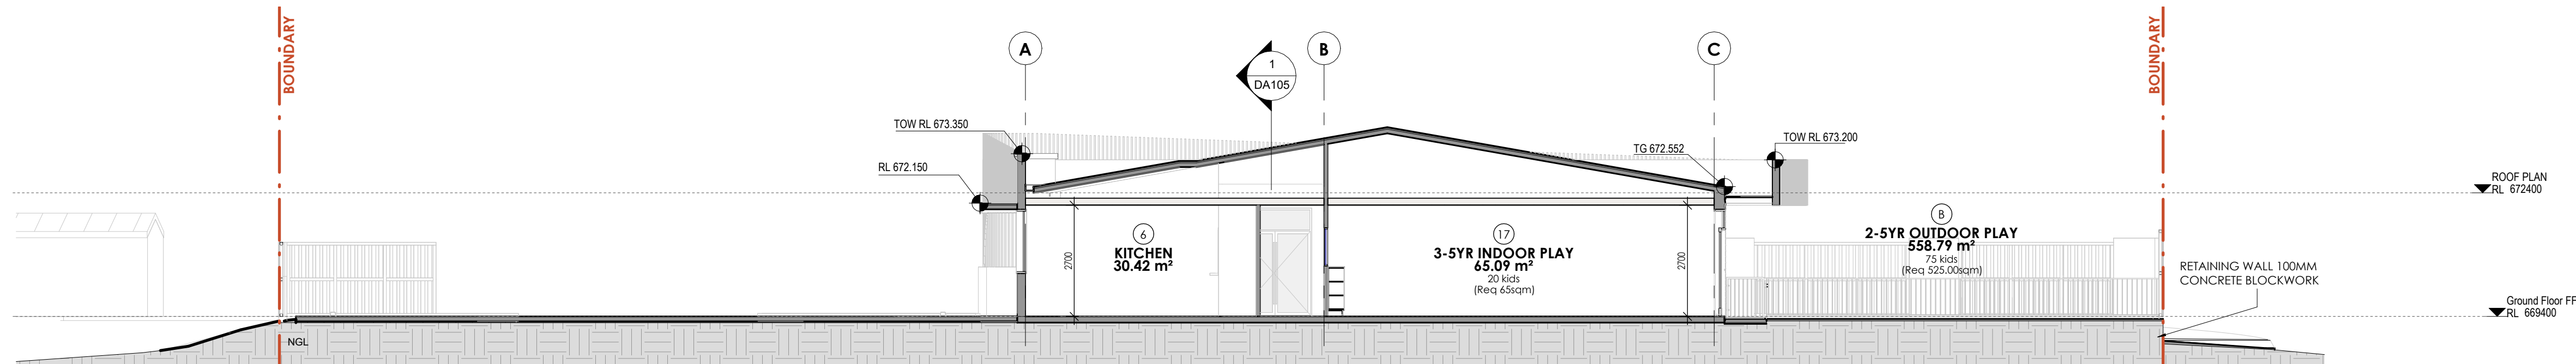 BOUNDARY
A
B
C
BOUNDARY
1
DA105
TOW RL 673.350
TOW RL 673.200
TG 672.552
RL 672.150
ROOF PLAN
RL 672400
6
KITCHEN
30.42 m²
2700
17
3-5YR INDOOR PLAY
65.09 m²
20 kids
(Req 65sqm)
2700
B
2-5YR OUTDOOR PLAY
558.79 m²
75 kids
(Req 525.00sqm)
RETAINING WALL 100MM
CONCRETE BLOCKWORK
Ground Floor FF
RL 669400
NGL